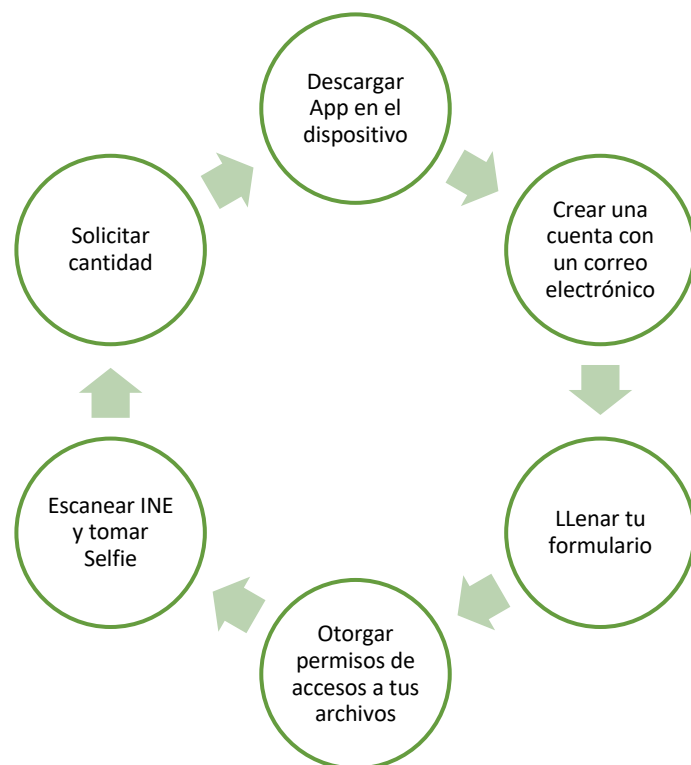 Descargar
App en el
dispositivo
Crear una
cuenta con
un correo
electrónico
LLenar tu
formulario
Otorgar
permisos de
accesos a tus
archivos
Escanear INE
y tomar
Selfie
Solicitar
cantidad